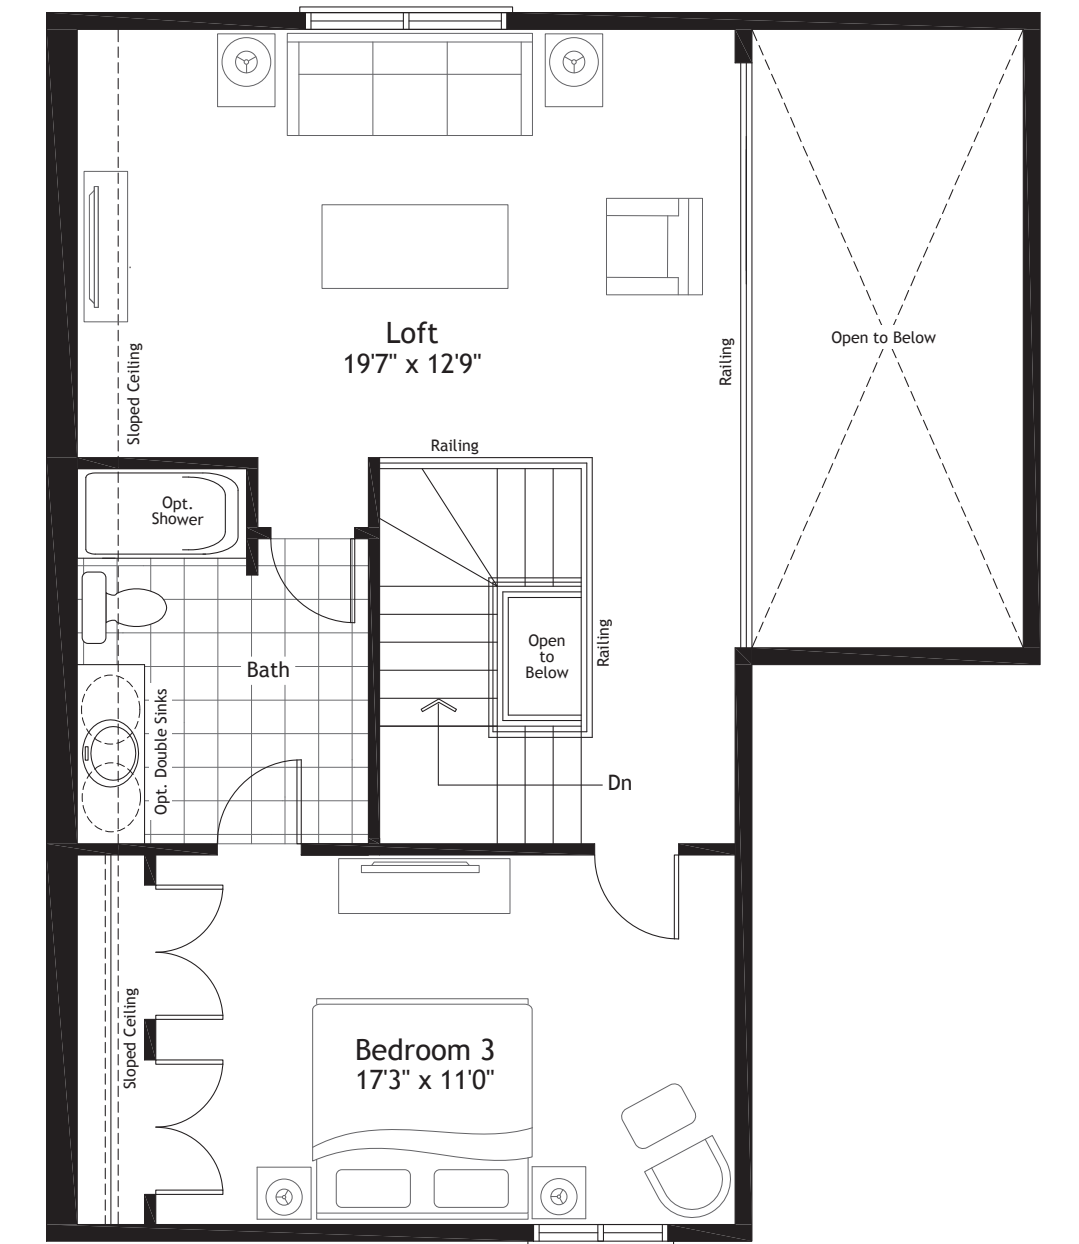 Open to Below
Loft
19'7" x 12'9"
Railing
Sloped Ceiling
Railing
Opt.
Shower
Open
to
Below
Railing
Bath
Opt. Double Sinks
Dn
Sloped Ceiling
Bedroom 3
17'3" x 11'0"